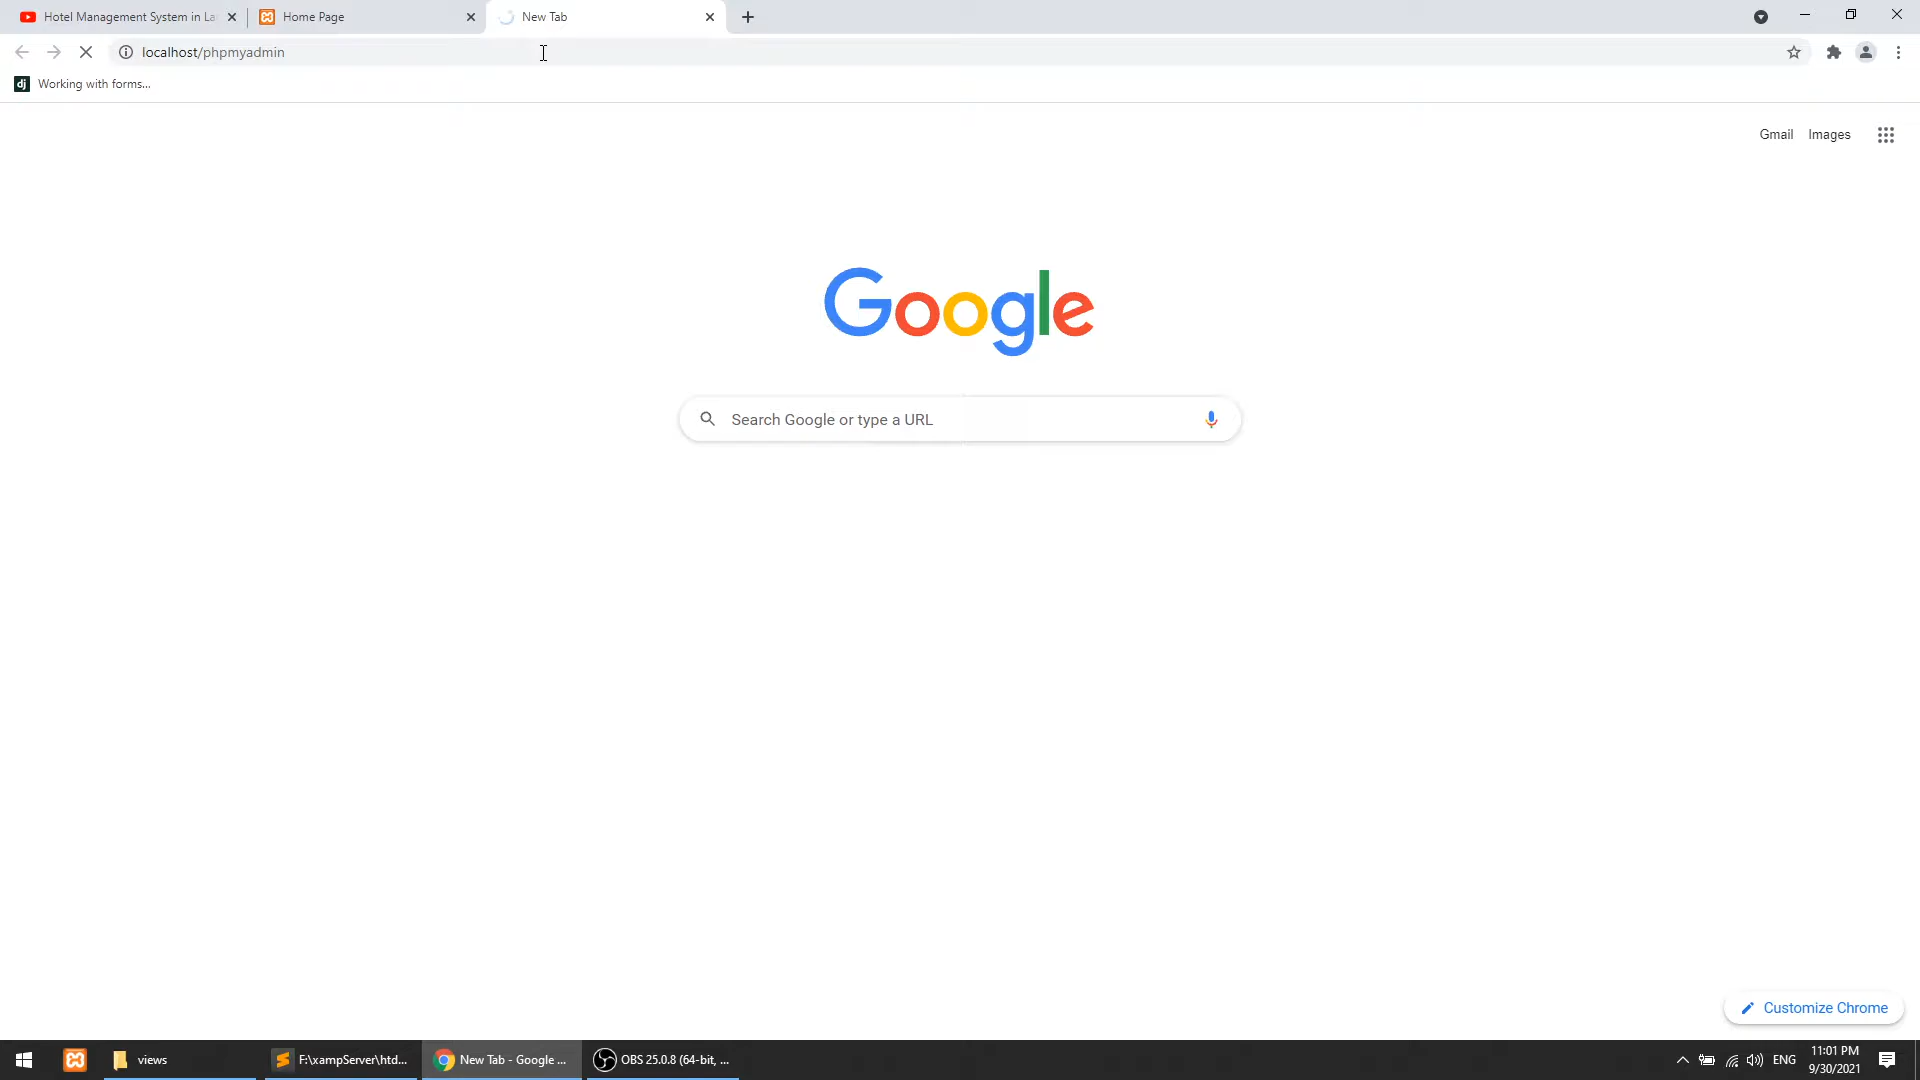 Hotel Management System in La
Home Page
New Tab
localhost/phpmyadmin
dj Working with forms...
Gmail Images
Google
Search Google or type a URL
Customize Chrome
views
F:\xampServer\htd...
New Tab - Google ...
OBS 25.0.8 (64-bit, ...
ENG
11:01 PM
9/30/2021